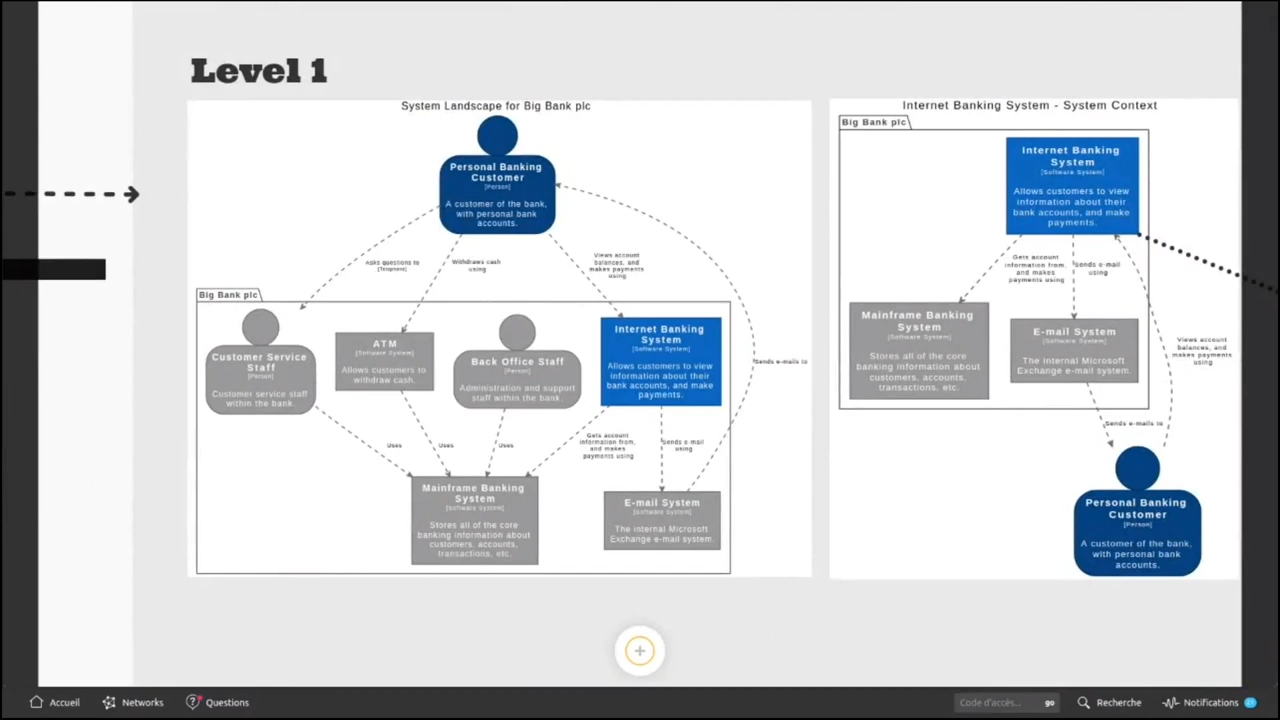 Level 1
System Landscape for Big Bank plc
Personal Banking
Customer
[Person]
A customer of the bank,
with personal bank
accounts.
Asks questions to
Withdraws cash
using
Views account
balances, and
makes payments
using
Big Bank plc
Customer Service
Staff
[Person]
Customer service staff
within the bank.
ATM
[Software System]
Allows customers to
withdraw cash.
Back Office Staff
[Person]
Administration and support
staff within the bank.
Internet Banking
System
[Software System]
Allows customers to view
information about their
bank accounts, and make
payments.
Sends e-mails to
Uses
Uses
Uses
Gets account
information from,
and makes
payments using
Sends e-mail
using
Mainframe Banking
System
[Software System]
Stores all of the core
banking information about
customers, accounts,
transactions, etc.
E-mail System
[Software System]
The internal Microsoft
Exchange e-mail system.
Internet Banking System - System Context
Big Bank plc
Internet Banking
System
[Software System]
Allows customers to view
information about their
bank accounts, and make
payments.
Gets account
information from,
and makes
payments using
Sends e-mail
using
Mainframe Banking
System
[Software System]
Stores all of the core
banking information about
customers, accounts,
transactions, etc.
E-mail System
[Software System]
The internal Microsoft
Exchange e-mail system.
Views account
balances, and
makes payments
using
Sends e-mails to
Personal Banking
Customer
[Person]
A customer of the bank,
with personal bank
accounts.
Accueil
Networks
Questions
Code d'accès...
go
Recherche
Notifications